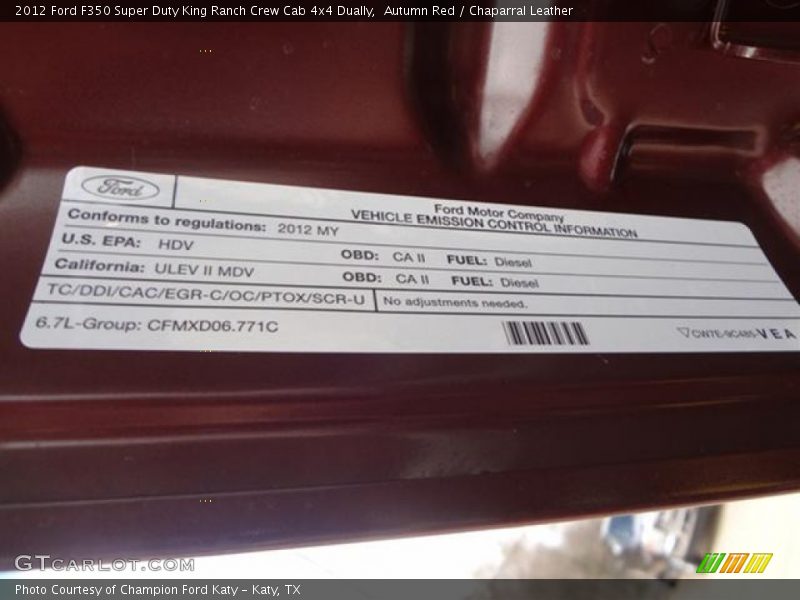 2012 Ford F350 Super Duty King Ranch Crew Cab 4x4 Dually,  Autumn Red / Chaparral Leather
Ford
Ford Motor Company
VEHICLE EMISSION CONTROL INFORMATION
Conforms to regulations: 2012 MY
U.S. EPA: HDV OBD: CA II FUEL: Diesel
California: ULEV II MDV OBD: CA II FUEL: Diesel
TC/DDI/CAC/EGR-C/OC/PTOX/SCR-U No adjustments needed.
6.7L-Group: CFMXD06.771C CW7E-9C485-VEA
GTCARLOT.COM
Photo Courtesy of Champion Ford Katy – Katy, TX